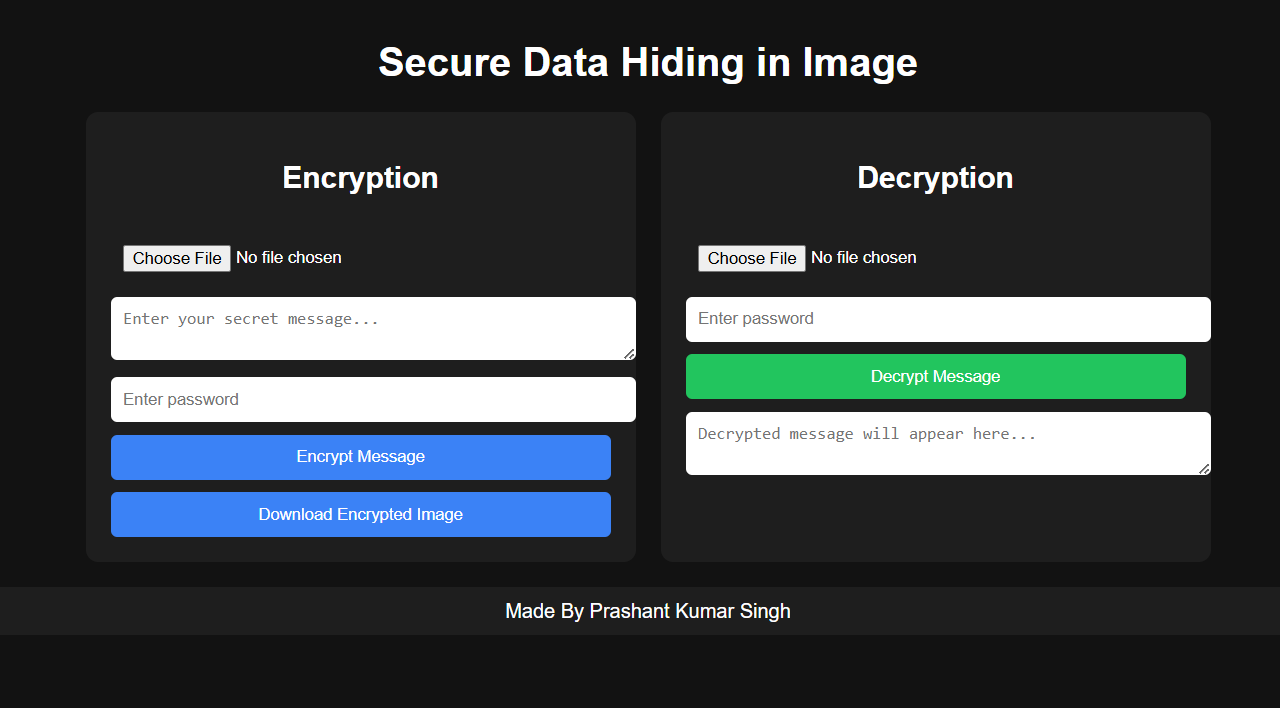 Secure Data Hiding in Image
Encryption
Choose File No file chosen
Enter your secret message...
Enter password
Encrypt Message
Download Encrypted Image
Decryption
Choose File No file chosen
Enter password
Decrypt Message
Decrypted message will appear here...
Made By Prashant Kumar Singh